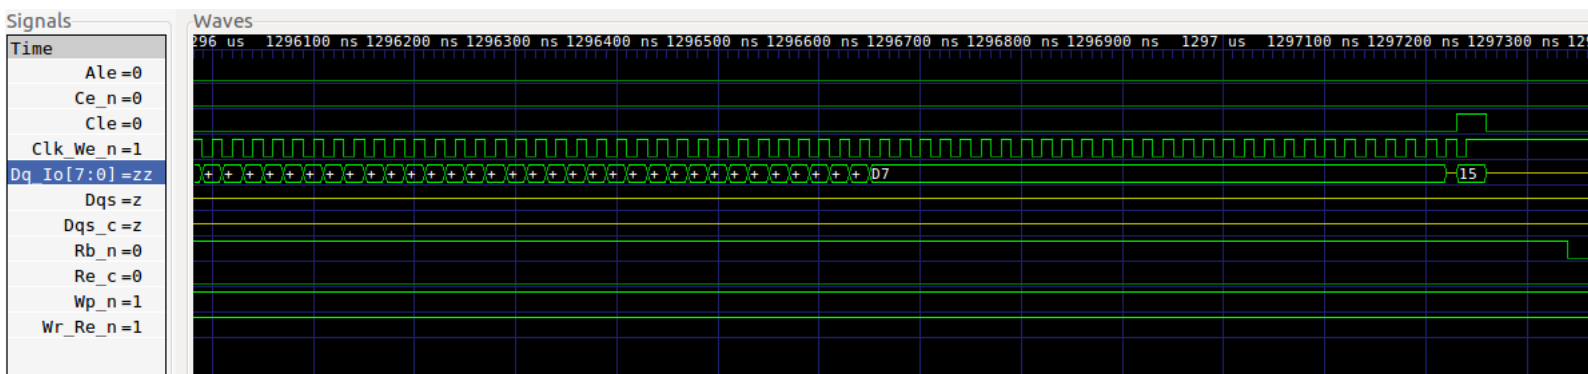 Signals
Waves
Time
296 us 1296100 ns 1296200 ns 1296300 ns 1296400 ns 1296500 ns 1296600 ns 1296700 ns 1296800 ns 1296900 ns 1297 us 1297100 ns 1297200 ns 1297300 ns 129
Ale=0
Ce_n=0
Cle=0
Clk_We_n=1
Dq_Io[7:0]=zz
+ + + + + + + + + + + + + + + + + + + + + + + + + + + + + + + + + D7 15
Dqs=z
Dqs_c=z
Rb_n=0
Re_c=0
Wp_n=1
Wr_Re_n=1